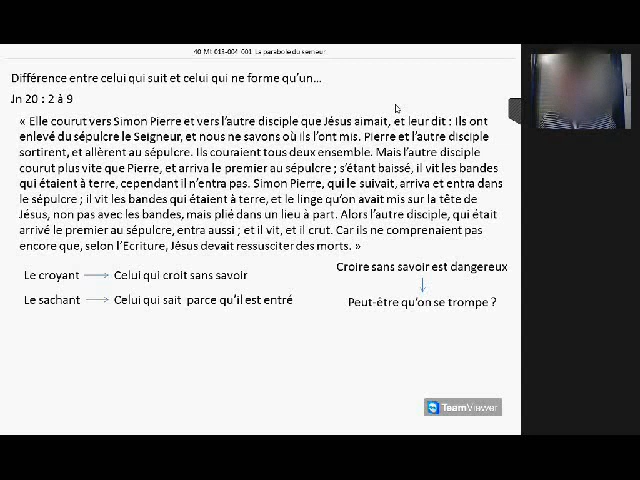 40 Mt 013-004 001 La parabole du semeur
Différence entre celui qui suit et celui qui ne forme qu'un...
Jn 20 : 2 à 9
« Elle courut vers Simon Pierre et vers l'autre disciple que Jésus aimait, et leur dit : Ils ont
enlevé du sépulcre le Seigneur, et nous ne savons où ils l'ont mis. Pierre et l'autre disciple
sortirent, et allèrent au sépulcre. Ils couraient tous deux ensemble. Mais l'autre disciple
courut plus vite que Pierre, et arriva le premier au sépulcre ; s'étant baissé, il vit les bandes
qui étaient à terre, cependant il n'entra pas. Simon Pierre, qui le suivait, arriva et entra dans
le sépulcre ; il vit les bandes qui étaient à terre, et le linge qu'on avait mis sur la tête de
Jésus, non pas avec les bandes, mais plié dans un lieu à part. Alors l'autre disciple, qui était
arrivé le premier au sépulcre, entra aussi ; et il vit, et il crut. Car ils ne comprenaient pas
encore que, selon l'Ecriture, Jésus devait ressusciter des morts. »
Le croyant → Celui qui croit sans savoir
Le sachant → Celui qui sait parce qu'il est entré
Croire sans savoir est dangereux
↓
Peut-être qu'on se trompe ?
TeamViewer